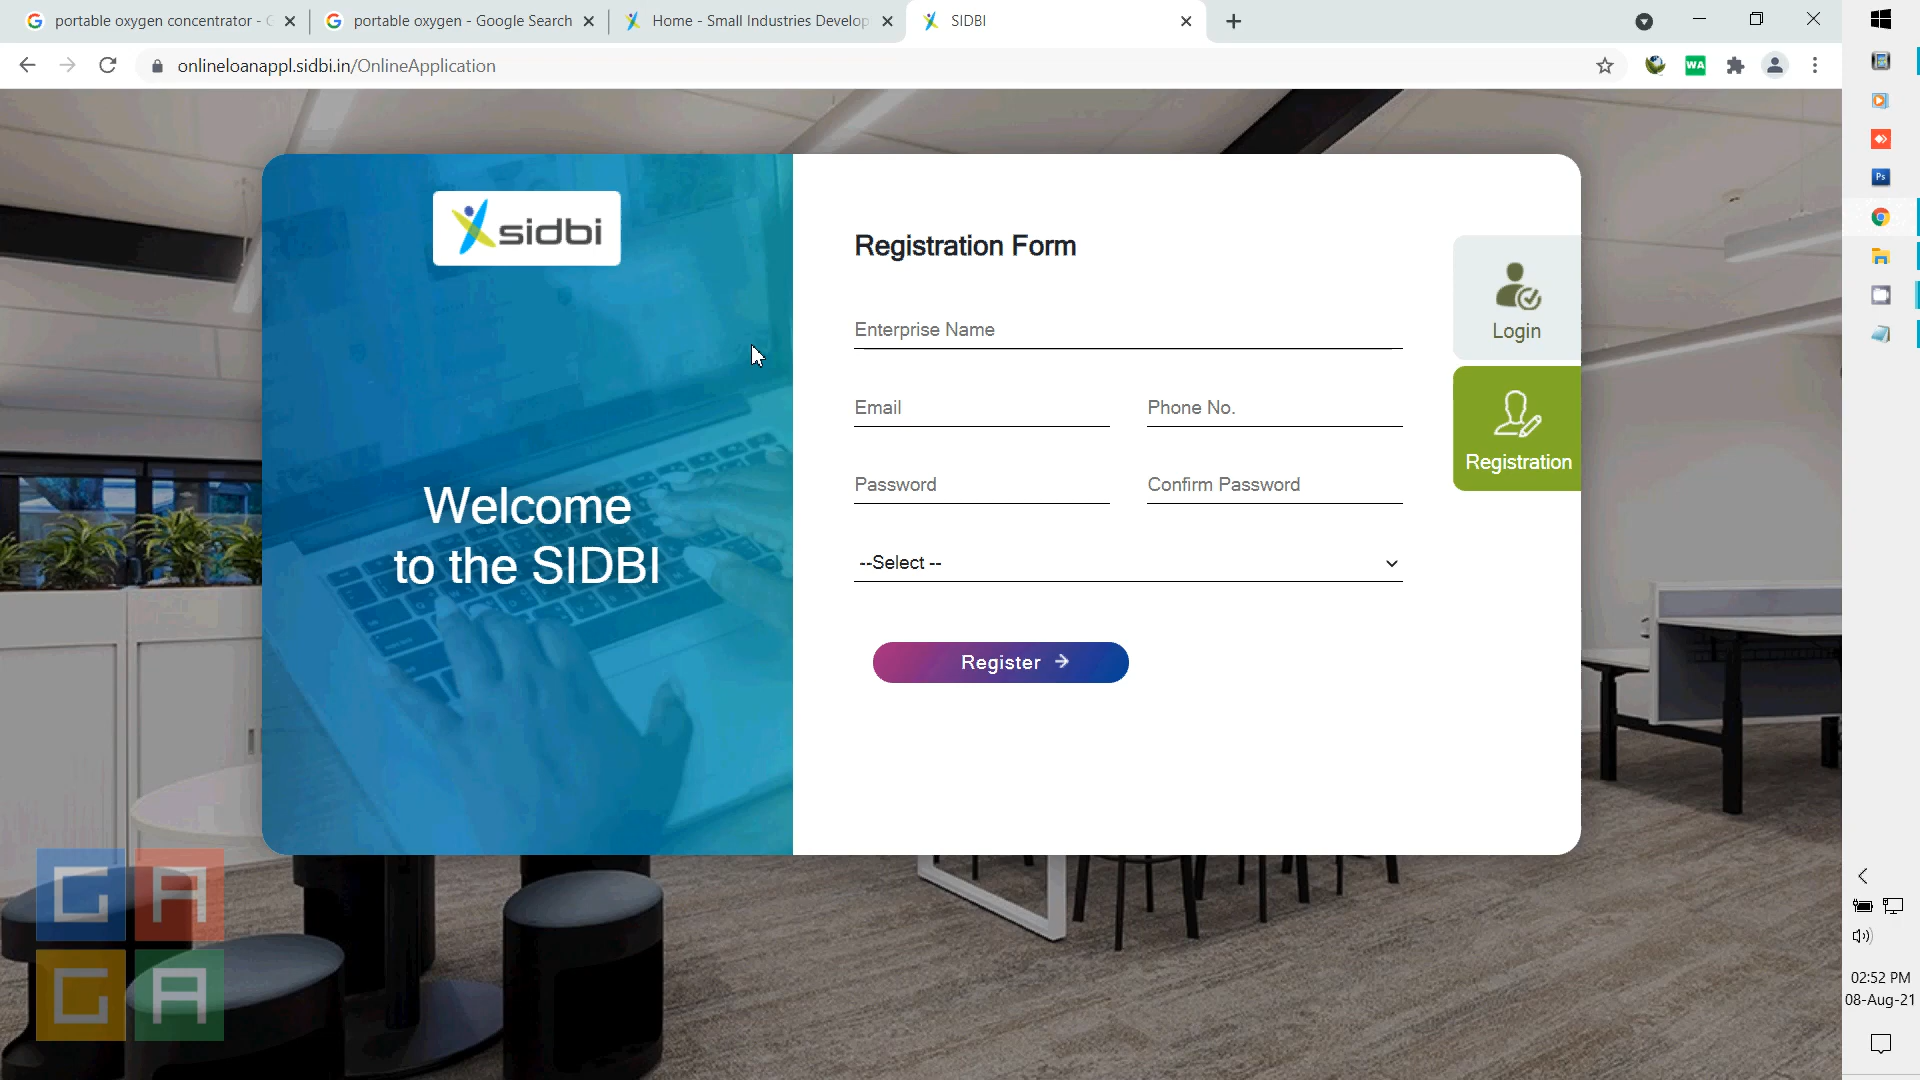 portable oxygen concentrator - G
portable oxygen - Google Search
Home - Small Industries Develop
SIDBI
onlineloanappl.sidbi.in/OnlineApplication
WA
Ps
sidbi
Welcome
to the SIDBI
Registration Form
Enterprise Name
Email
Phone No.
Password
Confirm Password
--Select --
Register
Login
Registration
G A
G A
02:52 PM
08-Aug-21